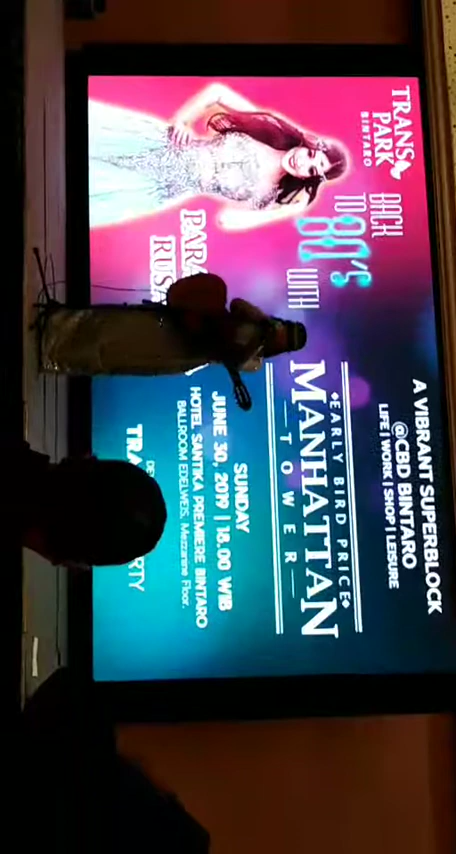 TRANS
PARK
BINTARO
BACK
TO 80'S
WITH
A VIBRANT SUPERBLOCK
@CBD BINTARO
LIFE | WORK | SHOP | LEISURE
EARLY BIRD PRICE
MANHATTAN
TOWER
SUNDAY
JUNE 30, 2019 | 18.00 WIB
HOTEL SANTIKA PREMIERE BINTARO
BALLROOM EDELWEIS, Mezzanine Floor.